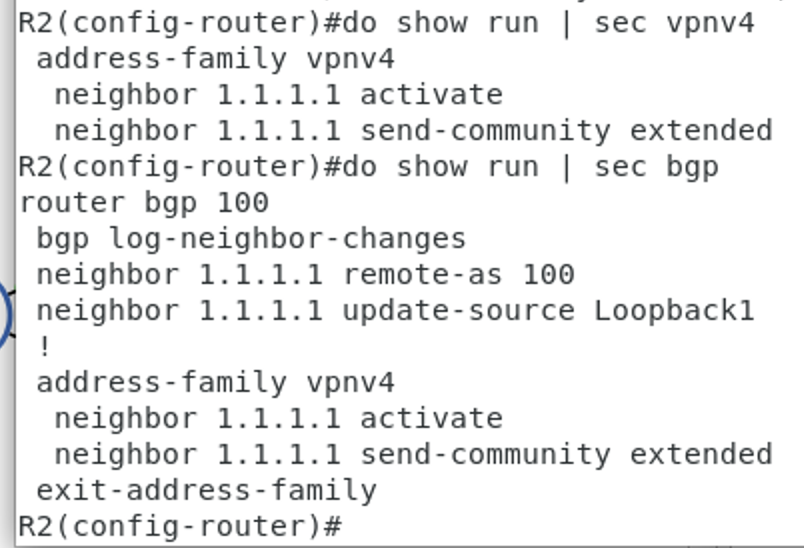 R2(config-router)#do show run | sec vpnv4
 address-family vpnv4
  neighbor 1.1.1.1 activate
  neighbor 1.1.1.1 send-community extended
R2(config-router)#do show run | sec bgp
router bgp 100
 bgp log-neighbor-changes
 neighbor 1.1.1.1 remote-as 100
 neighbor 1.1.1.1 update-source Loopback1
 !
 address-family vpnv4
  neighbor 1.1.1.1 activate
  neighbor 1.1.1.1 send-community extended
 exit-address-family
R2(config-router)#